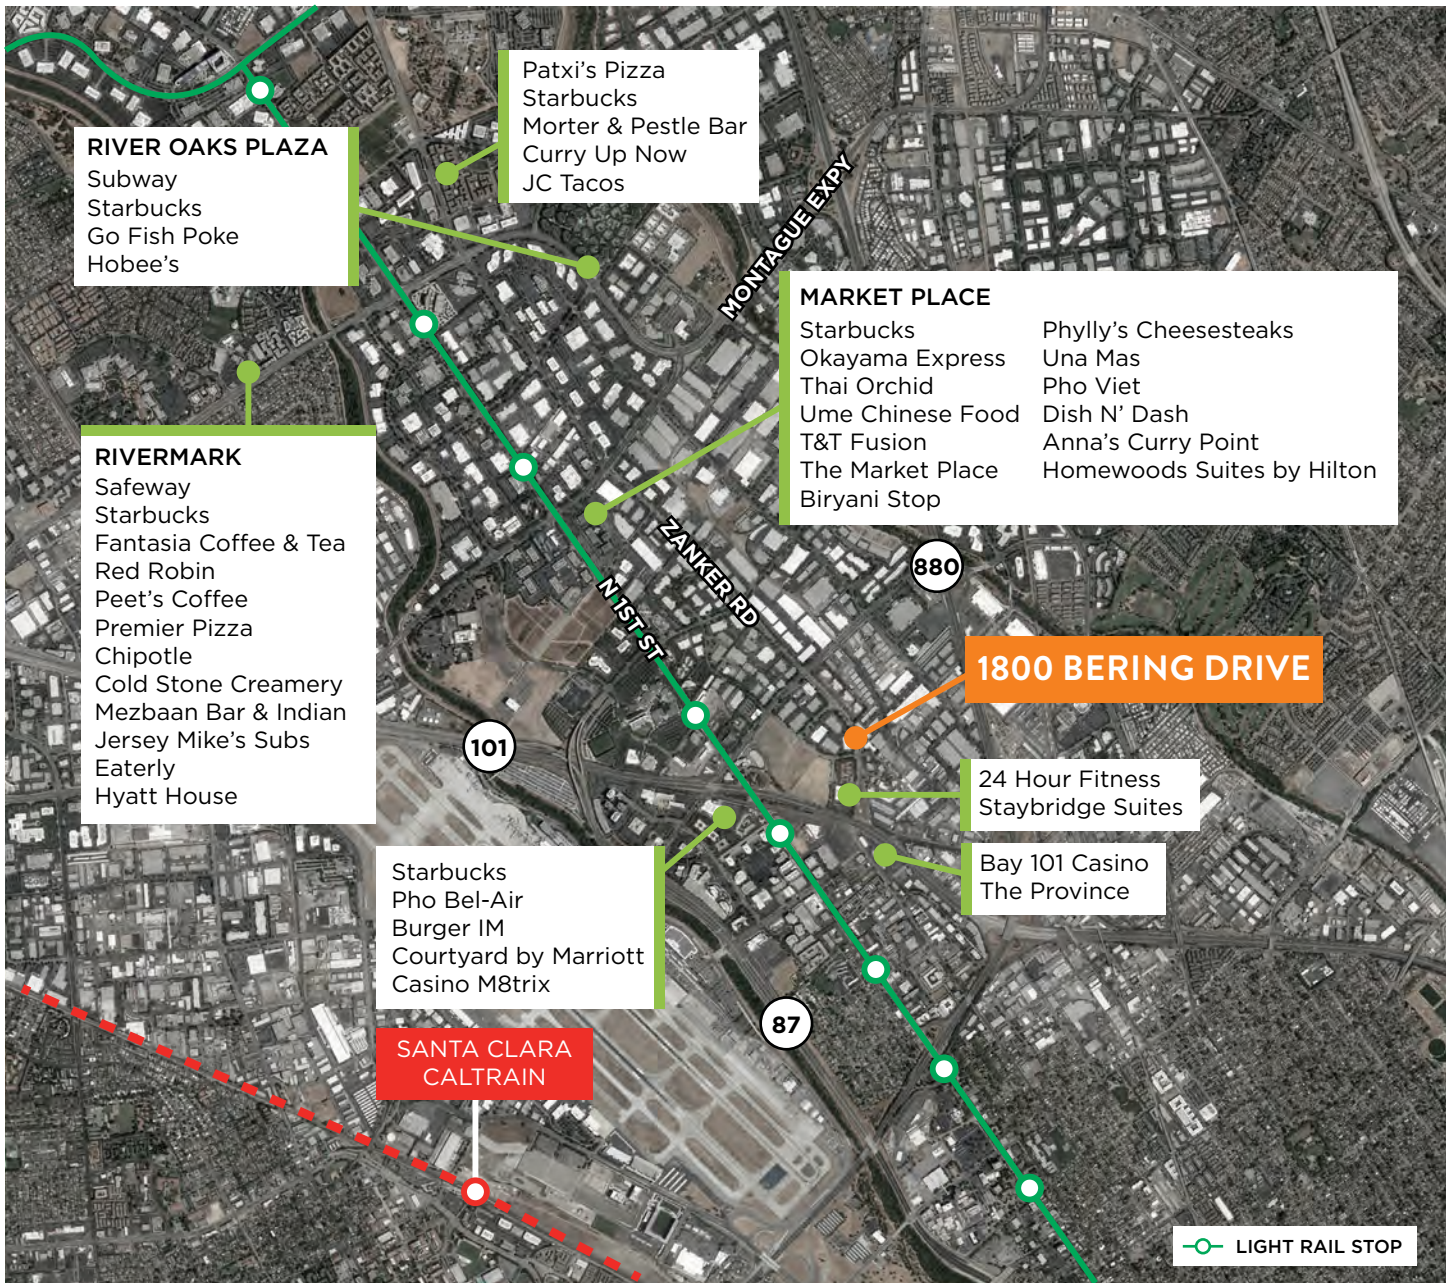 Patxi's Pizza
Starbucks
Morter & Pestle Bar
Curry Up Now
JC Tacos
RIVER OAKS PLAZA
Subway
Starbucks
Go Fish Poke
Hobee's
MONTAGUE EXPY
MARKET PLACE
Starbucks
Okayama Express
Thai Orchid
Ume Chinese Food
T&T Fusion
The Market Place
Biryani Stop
Phylly's Cheesesteaks
Una Mas
Pho Viet
Dish N' Dash
Anna's Curry Point
Homewoods Suites by Hilton
RIVERMARK
Safeway
Starbucks
Fantasia Coffee & Tea
Red Robin
Peet's Coffee
Premier Pizza
Chipotle
Cold Stone Creamery
Mezbaan Bar & Indian
Jersey Mike's Subs
Eaterly
Hyatt House
ZANKER RD
N 1ST ST
880
1800 BERING DRIVE
101
24 Hour Fitness
Staybridge Suites
Bay 101 Casino
The Province
Starbucks
Pho Bel-Air
Burger IM
Courtyard by Marriott
Casino M8trix
87
SANTA CLARA
CALTRAIN
LIGHT RAIL STOP